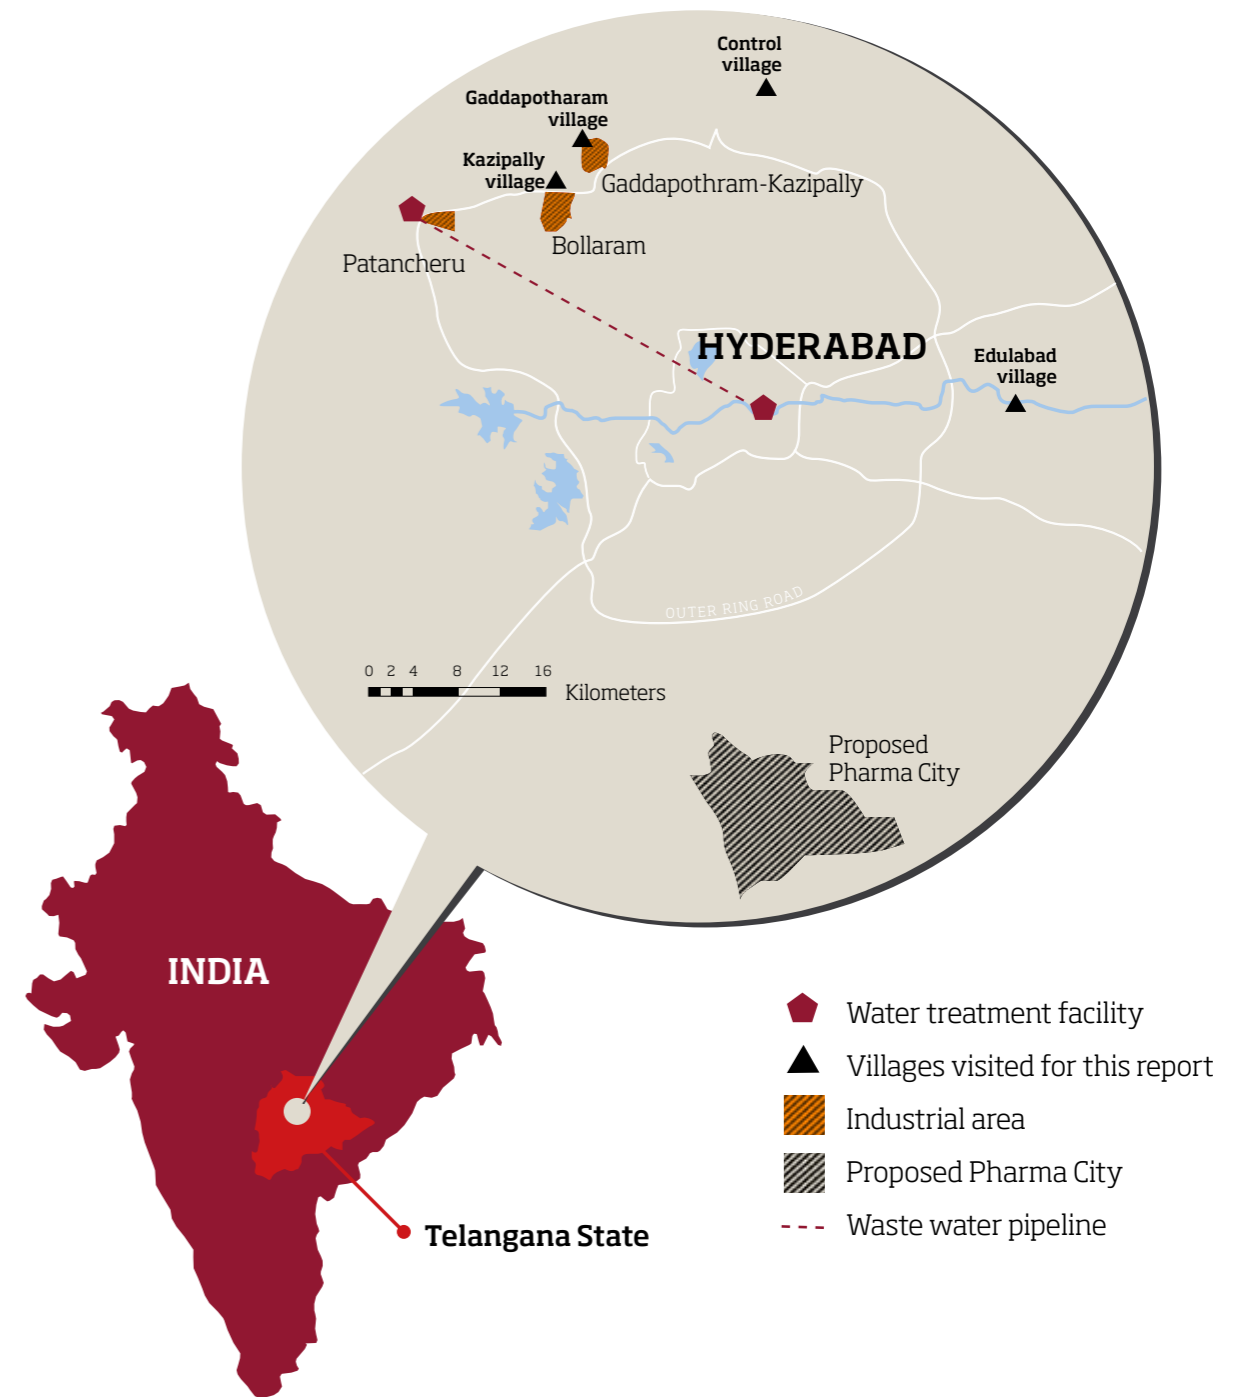 Control
village
Gaddapotharam
village
Kazipally
village
Gaddapothram-Kazipally
Bollaram
Patancheru
HYDERABAD
Edulabad
village
OUTER RING ROAD
0 2 4 8 12 16
Kilometers
Proposed
Pharma City
INDIA
Telangana State
Water treatment facility
Villages visited for this report
Industrial area
Proposed Pharma City
Waste water pipeline